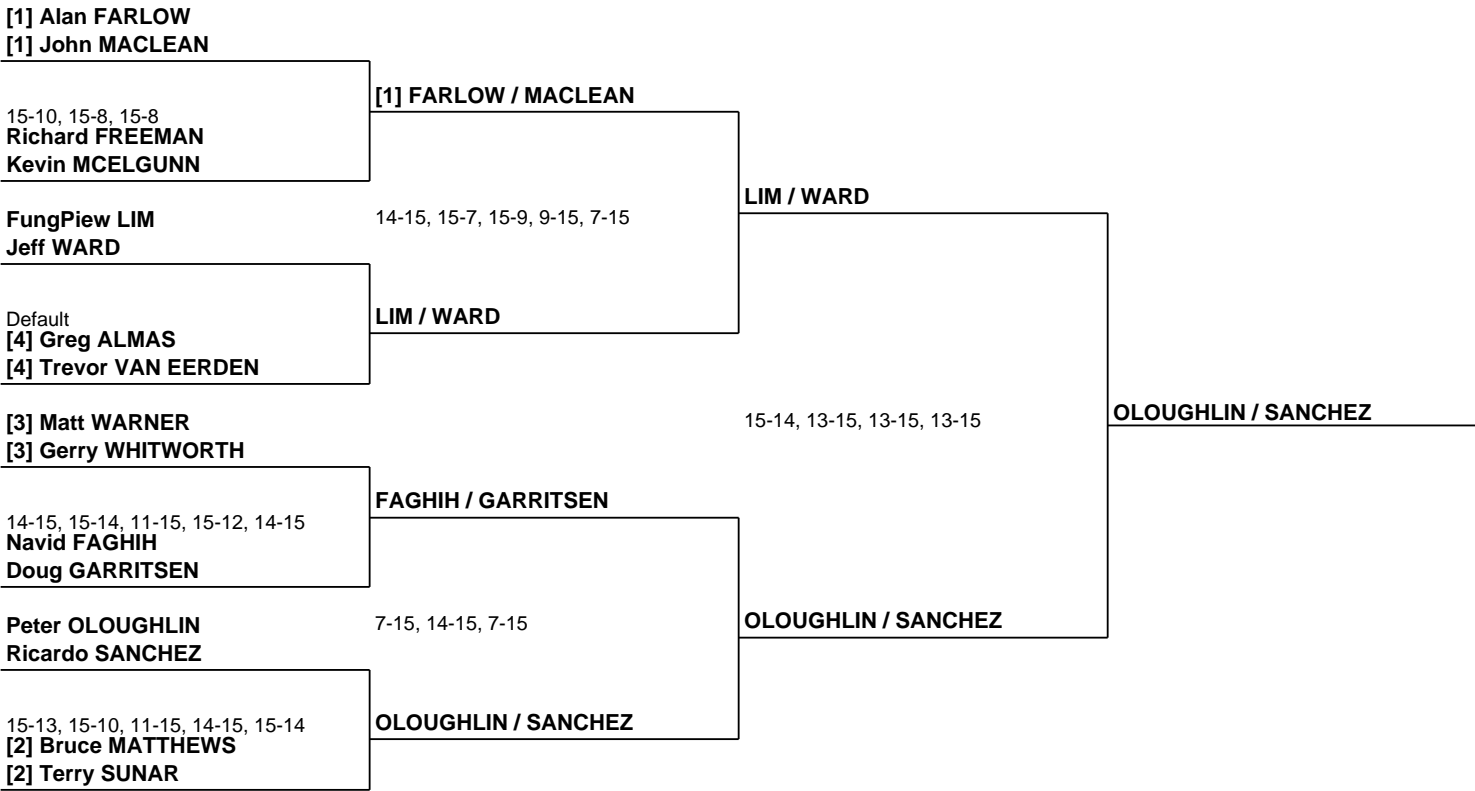 [1] Alan FARLOW
[1] John MACLEAN
[1] FARLOW / MACLEAN
15-10, 15-8, 15-8
Richard FREEMAN
Kevin MCELGUNN
LIM / WARD
FungPiew LIM
14-15, 15-7, 15-9, 9-15, 7-15
Jeff WARD
Default
LIM / WARD
[4] Greg ALMAS
[4] Trevor VAN EERDEN
OLOUGHLIN / SANCHEZ
[3] Matt WARNER
15-14, 13-15, 13-15, 13-15
[3] Gerry WHITWORTH
FAGHIH / GARRITSEN
14-15, 15-14, 11-15, 15-12, 14-15
Navid FAGHIH
Doug GARRITSEN
Peter OLOUGHLIN
7-15, 14-15, 7-15
OLOUGHLIN / SANCHEZ
Ricardo SANCHEZ
OLOUGHLIN / SANCHEZ
15-13, 15-10, 11-15, 14-15, 15-14
[2] Bruce MATTHEWS
[2] Terry SUNAR